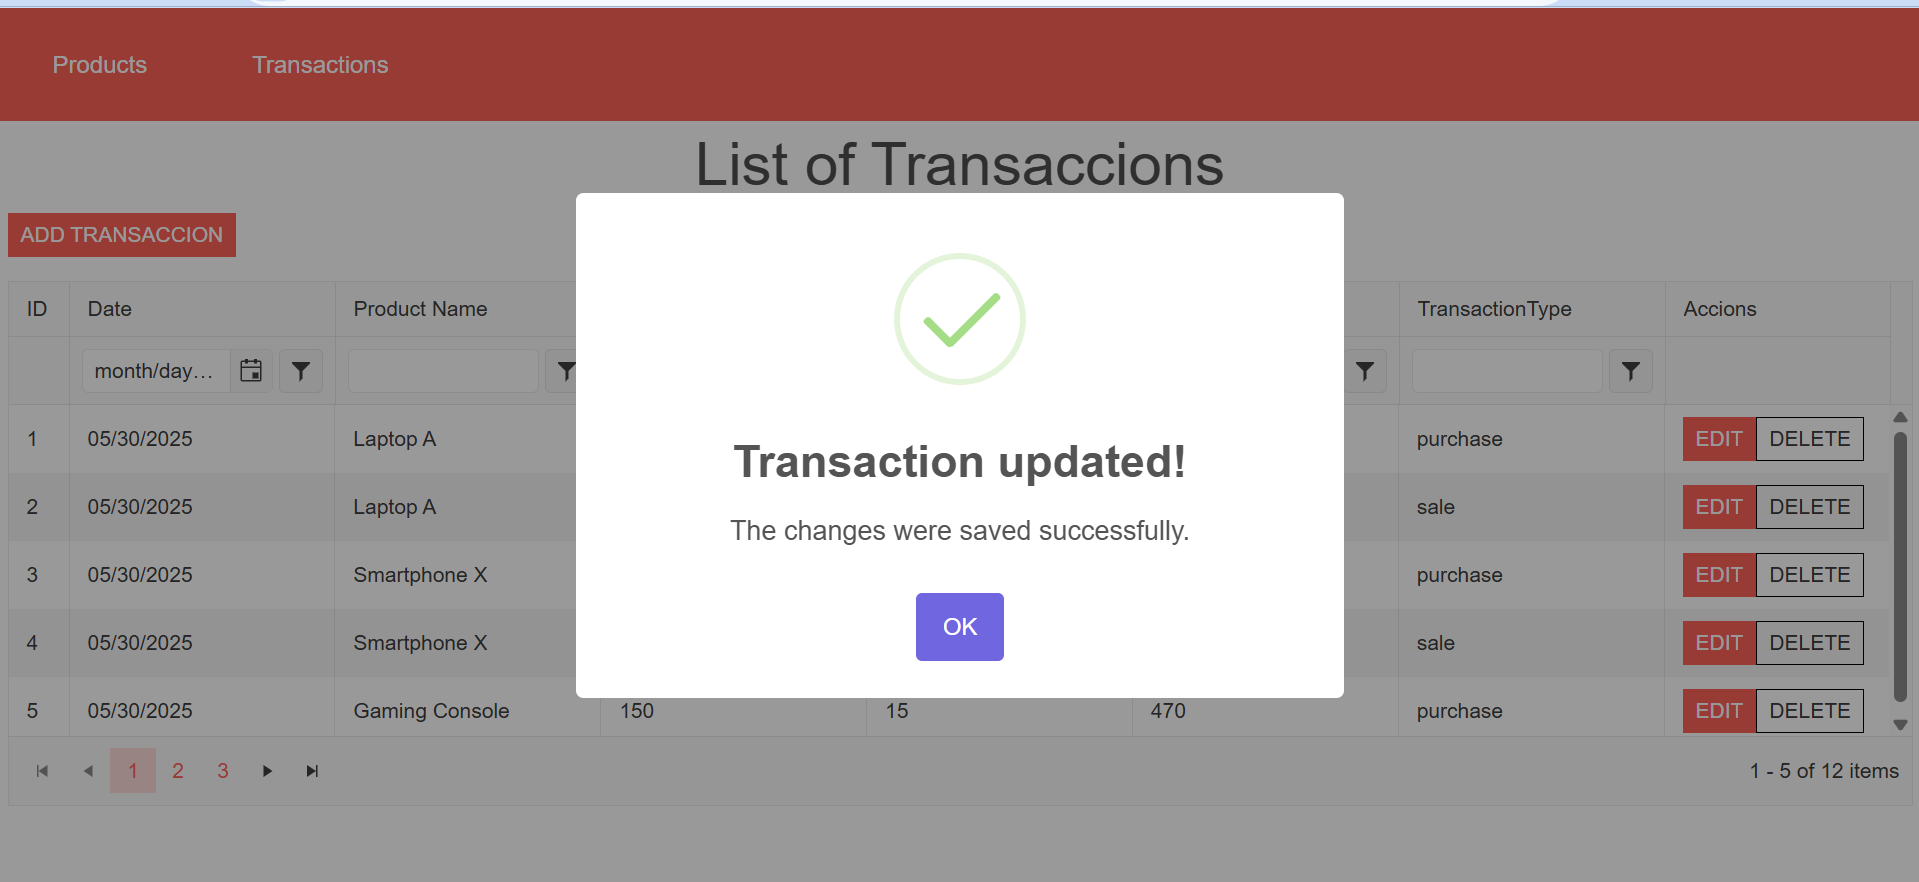 Products Transactions
List of Transaccions
ADD TRANSACCION
ID Date Product Name TransactionType Accions
month/day...
1 05/30/2025 Laptop A purchase EDIT DELETE
2 05/30/2025 Laptop A sale EDIT DELETE
3 05/30/2025 Smartphone X purchase EDIT DELETE
4 05/30/2025 Smartphone X sale EDIT DELETE
5 05/30/2025 Gaming Console 150 15 470 purchase EDIT DELETE
1 2 3 1 - 5 of 12 items
Transaction updated!
The changes were saved successfully.
OK